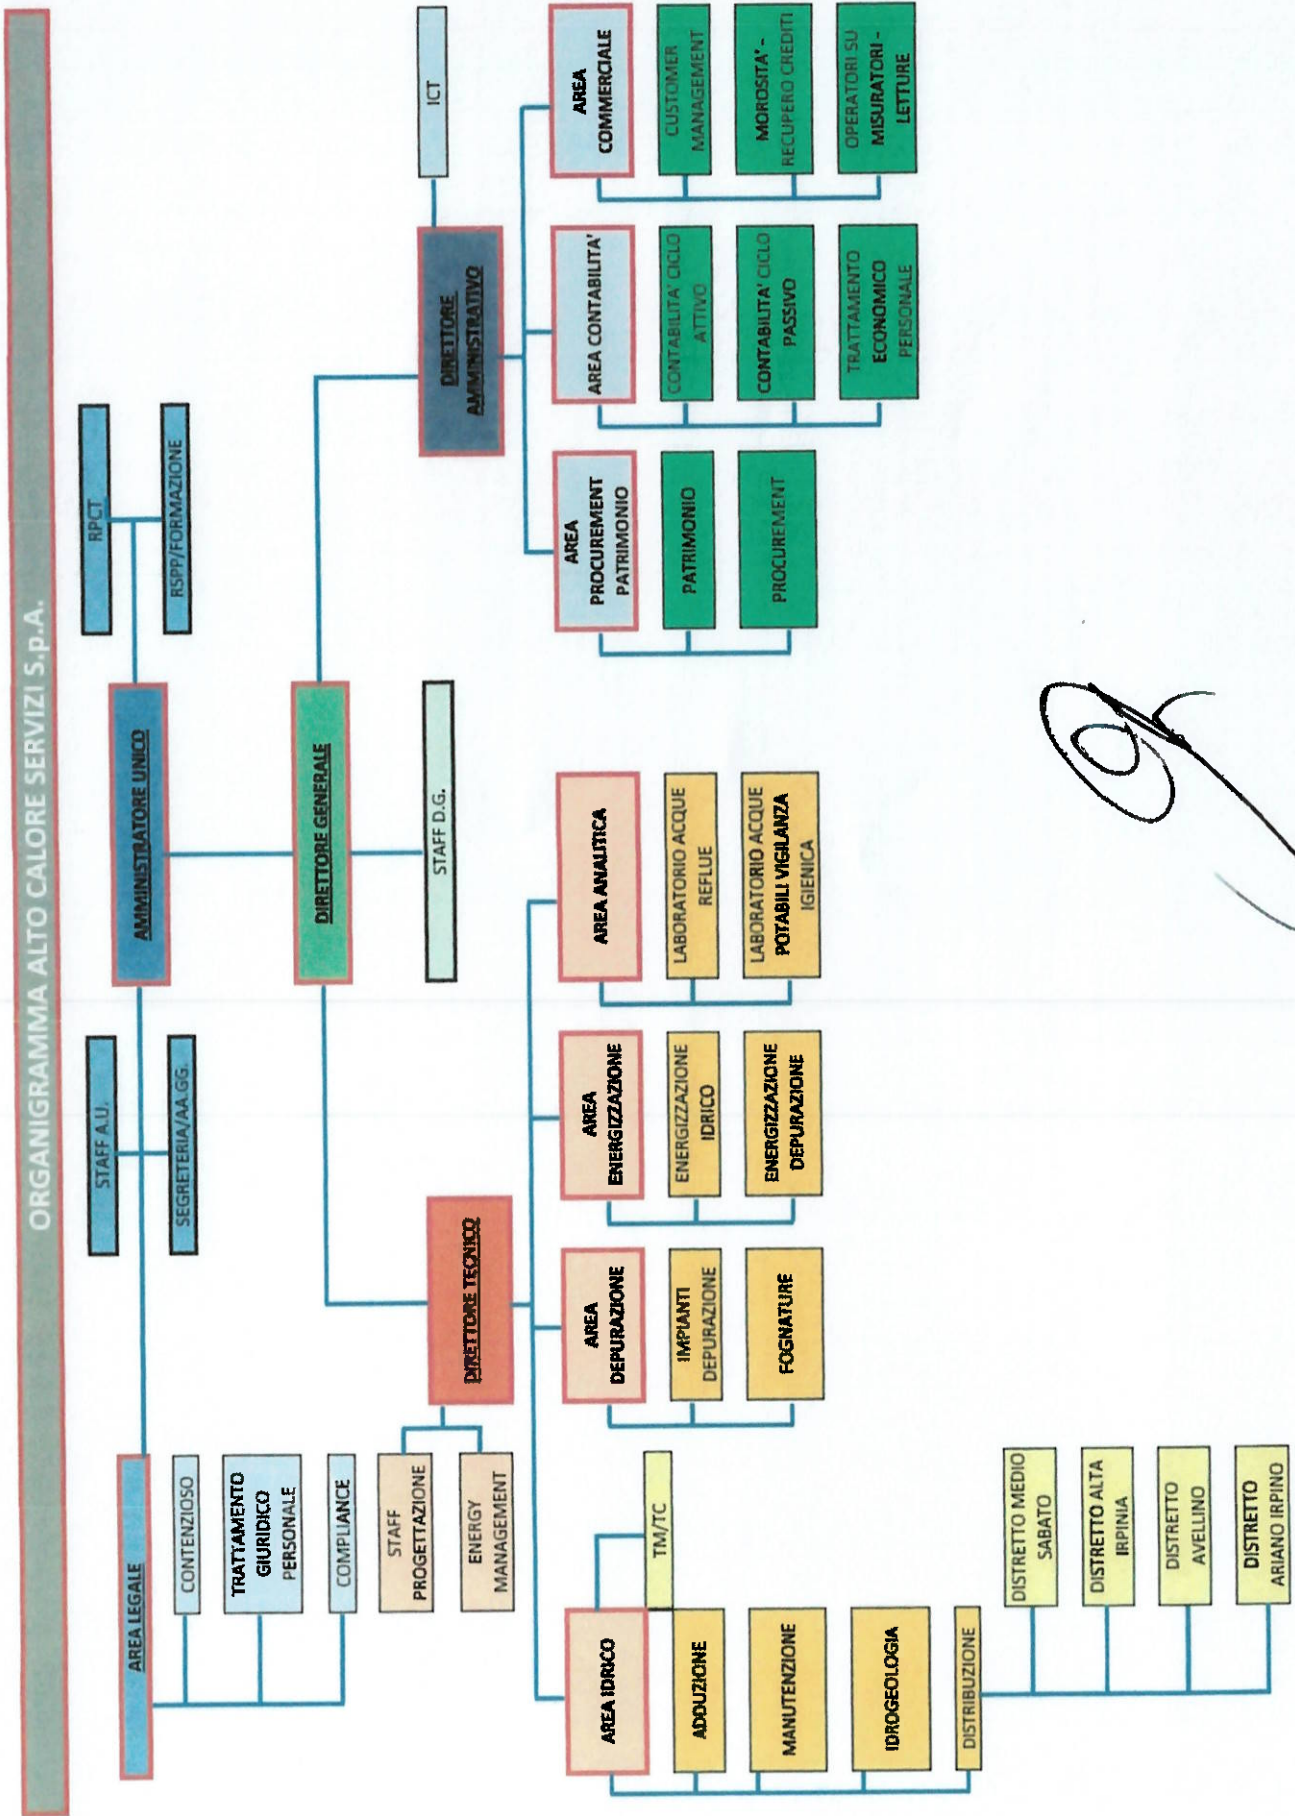 ORGANIGRAMMA ALTO CALORE SERVIZI S.p.A.
STAFF A.U.
SEGRETERIA/AA.GG.
RPCT
RSPP/FORMAZIONE
AMMINISTRATORE UNICO
AREA LEGALE
CONTENZIOSO
TRATTAMENTO
GIURIDICO
PERSONALE
COMPLIANCE
DIRETTORE GENERALE
STAFF D.G.
DIRETTORE TECNICO
STAFF
PROGETTAZIONE
ENERGY
MANAGEMENT
DIRETTORE
AMMINISTRATIVO
ICT
AREA IDRICO
TM/TC
ADDUZIONE
MANUTENZIONE
IDROGEOLOGIA
DISTRIBUZIONE
DISTRETTO MEDIO
SABATO
DISTRETTO ALTA
IRPINIA
DISTRETTO
AVELLINO
DISTRETTO
ARIANO IRPINO
AREA
DEPURAZIONE
IMPIANTI
DEPURAZIONE
FOGNATURE
AREA
ENERGIZZAZIONE
ENERGIZZAZIONE
IDRICO
ENERGIZZAZIONE
DEPURAZIONE
AREA ANALITICA
LABORATORIO ACQUE
REFLUE
LABORATORIO ACQUE
POTABILI VIGILANZA
IGIENICA
AREA
PROCUREMENT
PATRIMONIO
PATRIMONIO
PROCUREMENT
AREA CONTABILITA'
CONTABILITA' CICLO
ATTIVO
CONTABILITA' CICLO
PASSIVO
TRATTAMENTO
ECONOMICO
PERSONALE
AREA
COMMERCIALE
CUSTOMER
MANAGEMENT
MOROSITA' -
RECUPERO CREDITI
OPERATORI SU
MISURATORI -
LETTURE